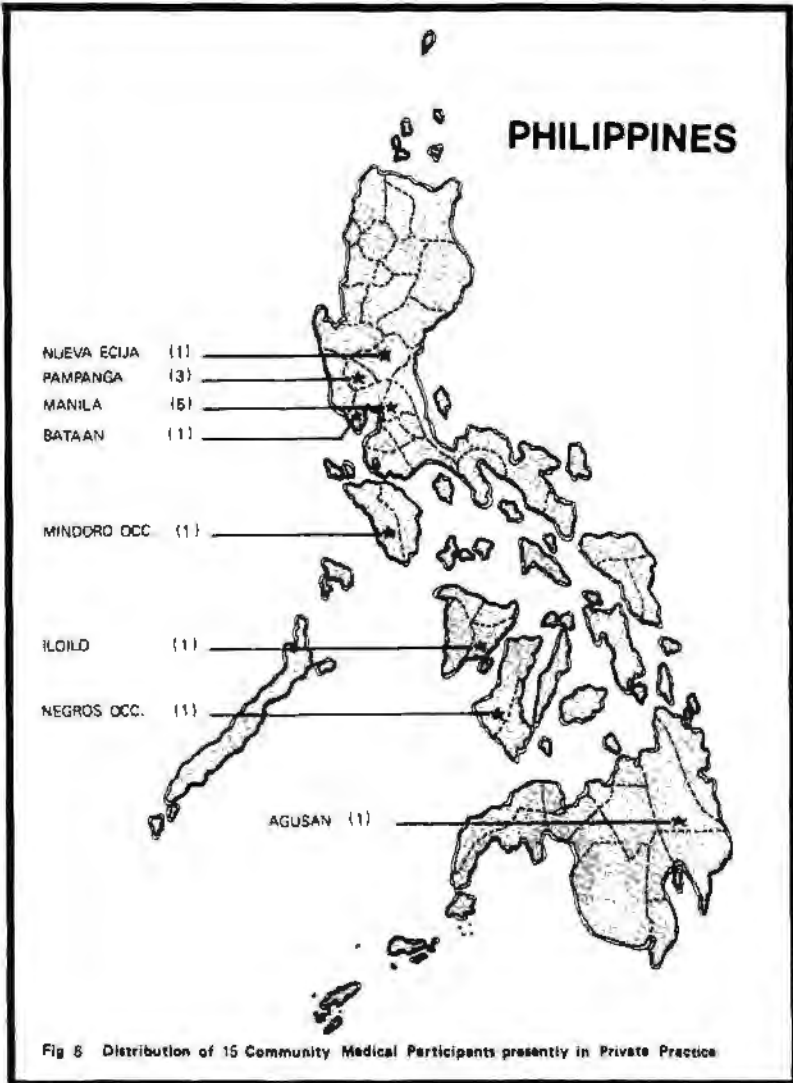 PHILIPPINES
NUEVA ECIJA (1)
PAMPANGA (3)
MANILA (6)
BATAAN (1)
MINDORO OCC. (1)
ILOILO (1)
NEGROS OCC. (1)
AGUSAN (1)
Fig 8 Distribution of 15 Community Medical Participants presently in Private Practice